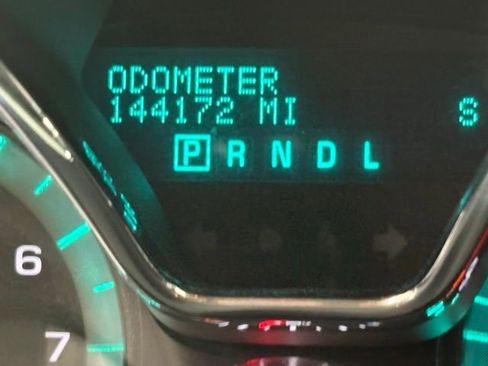 ODOMETER
144172 MI S
P R N D L
6
7